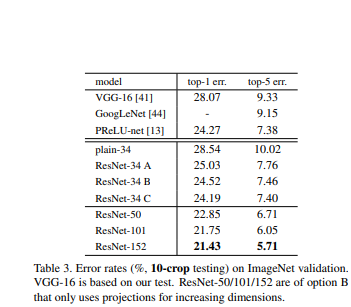 model top-1 err. top-5 err.
VGG-16 [41] 28.07 9.33
GoogLeNet [44] - 9.15
PReLU-net [13] 24.27 7.38
plain-34 28.54 10.02
ResNet-34 A 25.03 7.76
ResNet-34 B 24.52 7.46
ResNet-34 C 24.19 7.40
ResNet-50 22.85 6.71
ResNet-101 21.75 6.05
ResNet-152 21.43 5.71
Table 3. Error rates (%, 10-crop testing) on ImageNet validation.
VGG-16 is based on our test. ResNet-50/101/152 are of option B
that only uses projections for increasing dimensions.